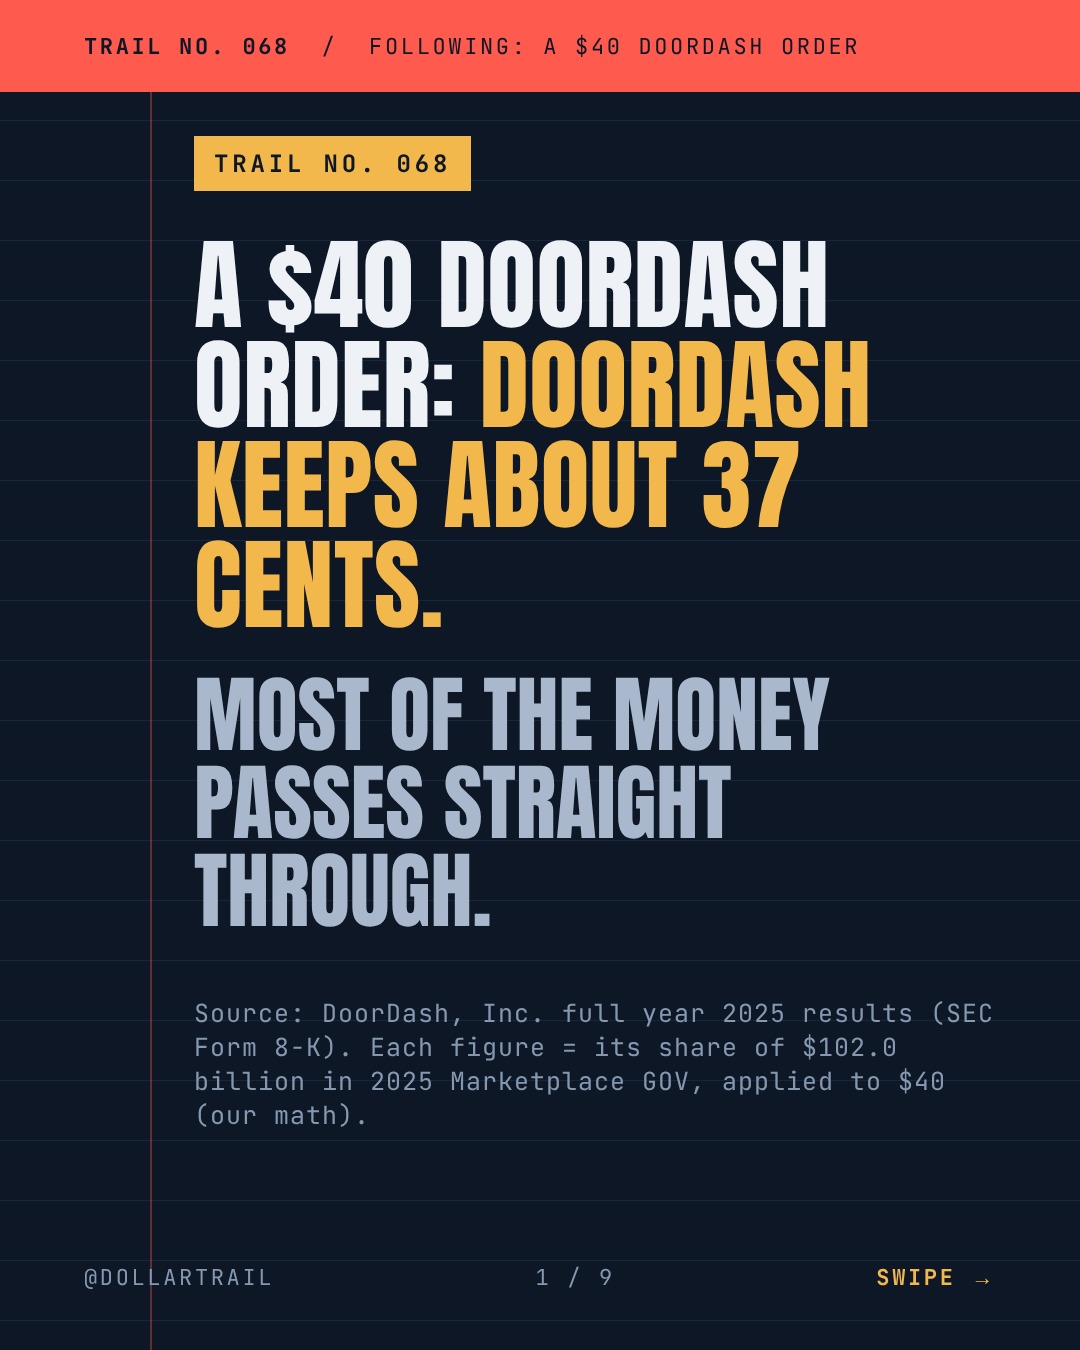 TRAIL NO. 068 / FOLLOWING: A $40 DOORDASH ORDER
TRAIL NO. 068
A $40 DOORDASH
ORDER: DOORDASH
KEEPS ABOUT 37
CENTS.
MOST OF THE MONEY
PASSES STRAIGHT
THROUGH.
Source: DoorDash, Inc. full year 2025 results (SEC
Form 8-K). Each figure = its share of $102.0
billion in 2025 Marketplace GOV, applied to $40
(our math).
@DOLLARTRAIL 1 / 9 SWIPE →